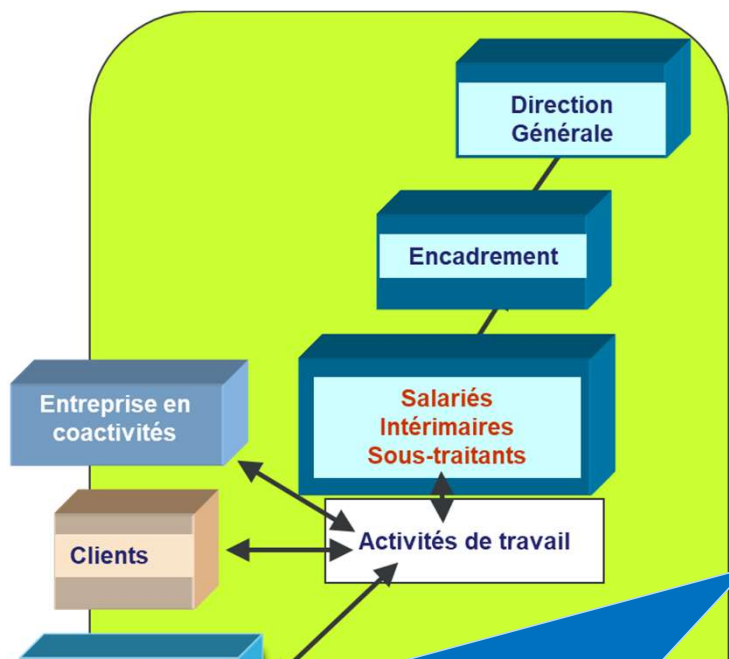 Direction
Générale
Encadrement
Salariés
Intérimaires
Sous-traitants
Entreprise en
coactivités
Activités de travail
Clients